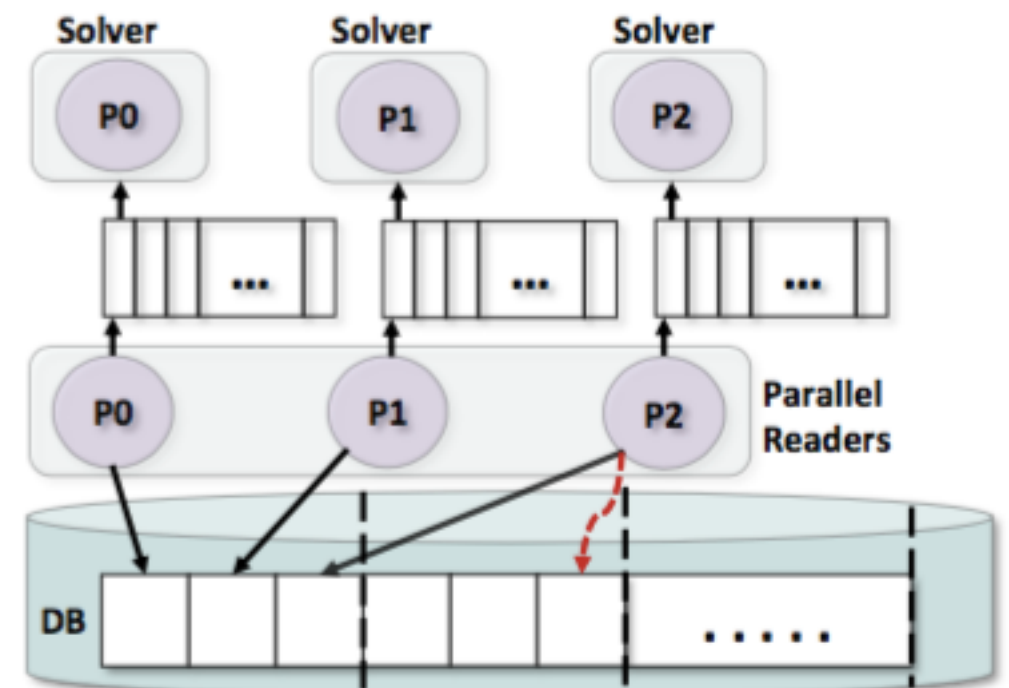 Solver Solver Solver
P0 P1 P2
... ... ...
P0 P1 P2
Parallel
Readers
DB
.....